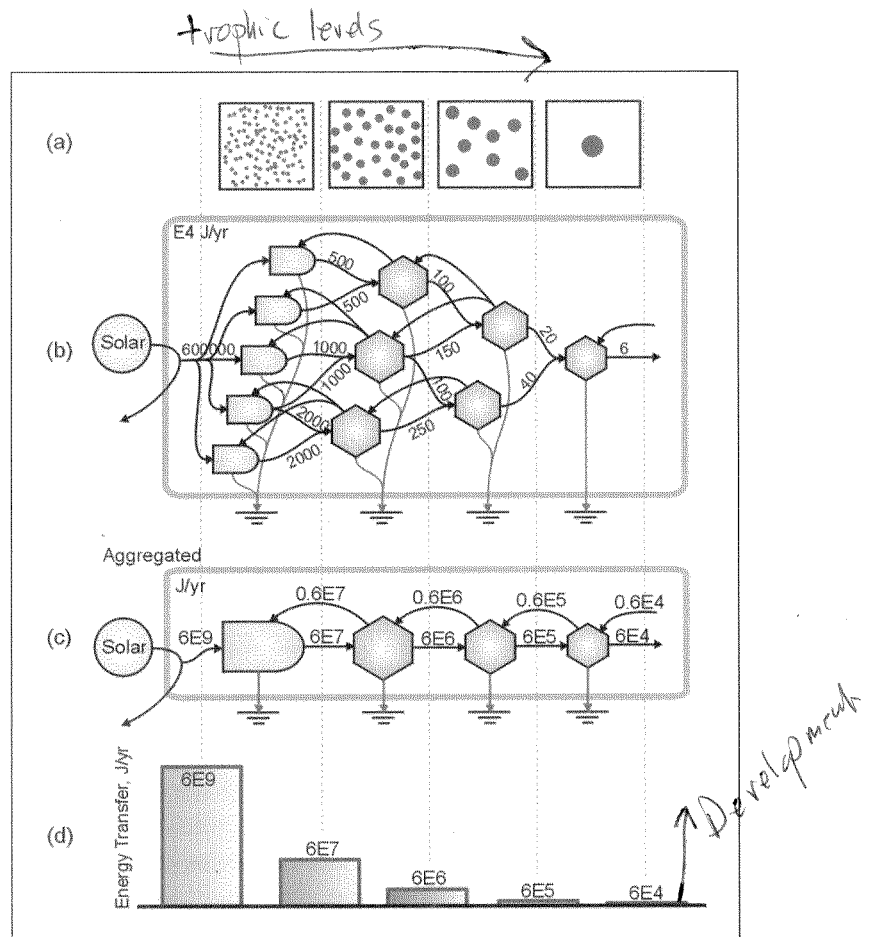 trophic levels
(a)
E4 J/yr
500
500
100
20
(b)
Solar
600000
1000
150
6
1000
100
40
2000
250
2000
Aggregated
J/yr
0.6E7
0.6E6
0.6E5
0.6E4
(c)
Solar
6E9
6E7
6E6
6E5
6E4
Development
Energy Transfer, J/yr
6E9
(d)
6E7
6E6
6E5
6E4